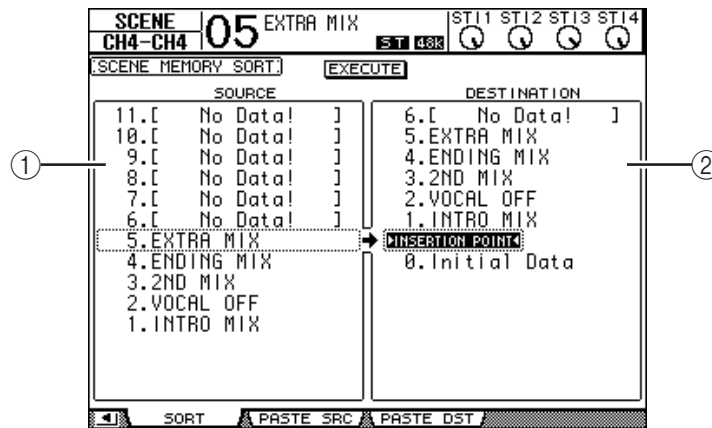 SCENE
CH4-CH4
05 EXTRA MIX
ST 48K
ST11 ST12 ST13 ST14
SCENE MEMORY SORT
EXECUTE
SOURCE
11.[ No Data! ]
10.[ No Data! ]
9.[ No Data! ]
8.[ No Data! ]
7.[ No Data! ]
6.[ No Data! ]
5.EXTRA MIX
4.ENDING MIX
3.2ND MIX
2.VOCAL OFF
1.INTRO MIX
DESTINATION
6.[ No Data! ]
5.EXTRA MIX
4.ENDING MIX
3.2ND MIX
2.VOCAL OFF
1.INTRO MIX
INSERTION POINT
0.Initial Data
1
2
SORT
PASTE SRC
PASTE DST